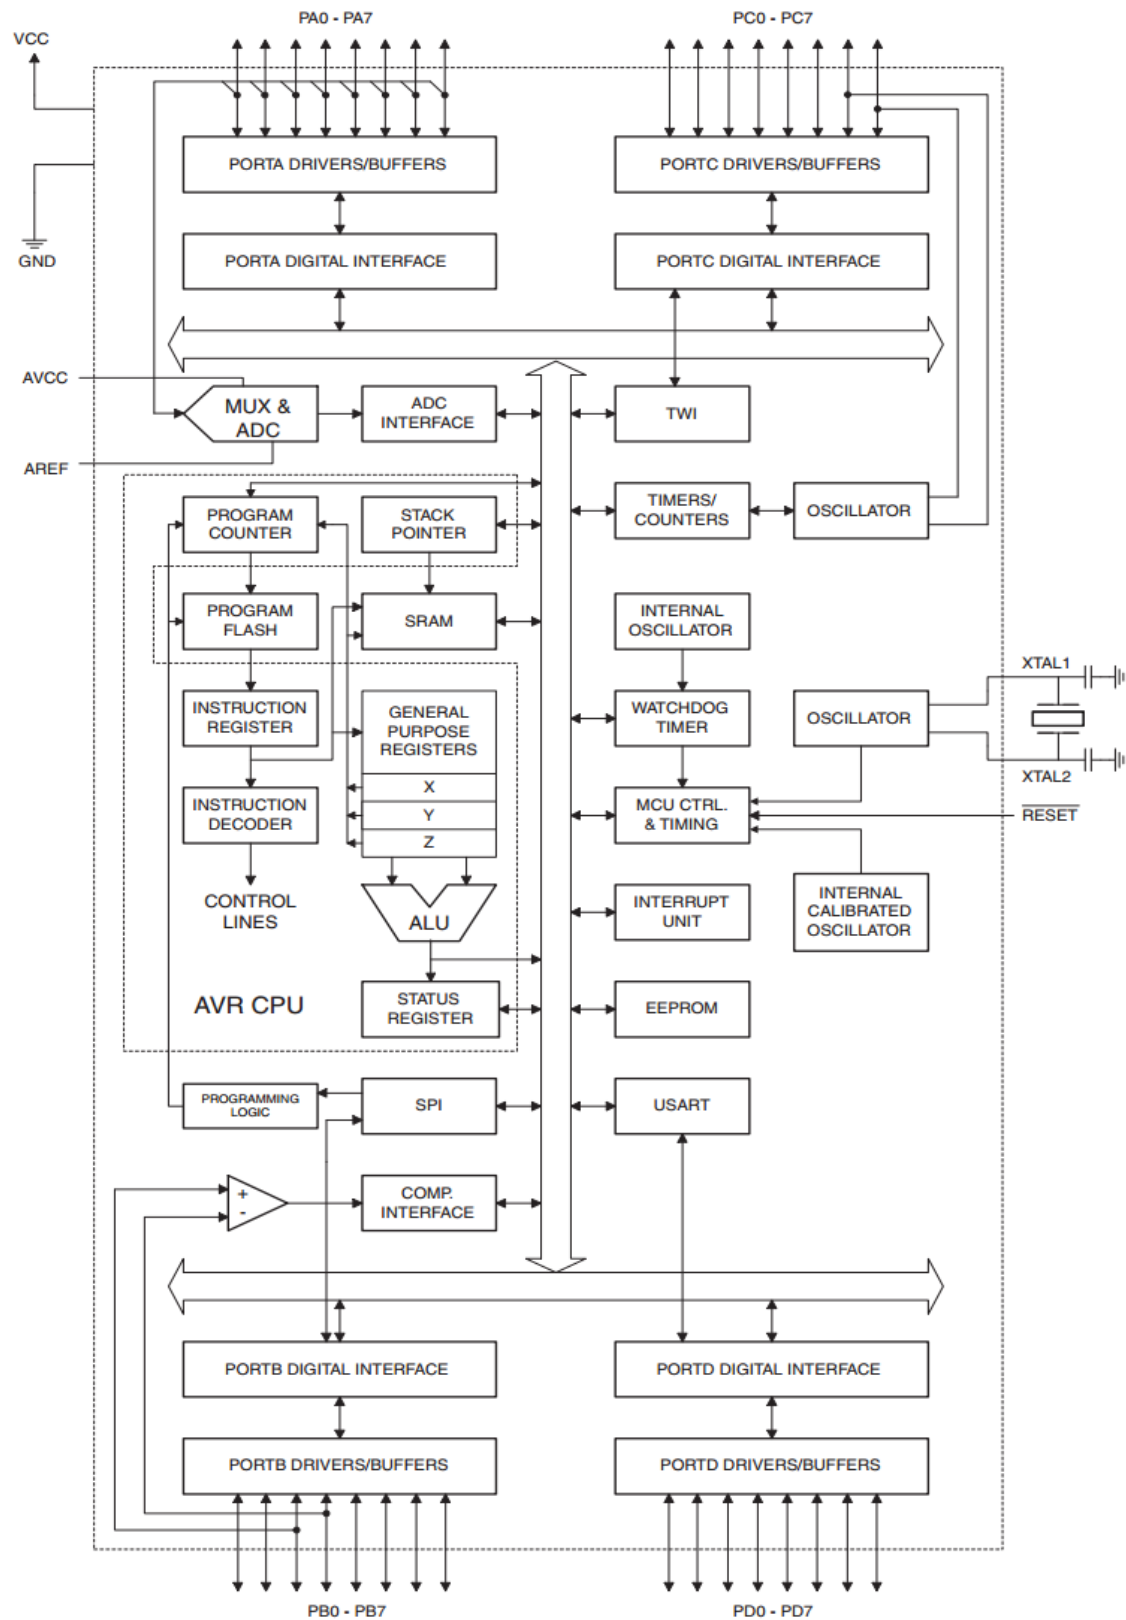 PA0 - PA7
PC0 - PC7
VCC
PORTA DRIVERS/BUFFERS
PORTC DRIVERS/BUFFERS
GND
PORTA DIGITAL INTERFACE
PORTC DIGITAL INTERFACE
AVCC
MUX &
ADC
ADC
INTERFACE
TWI
AREF
PROGRAM
COUNTER
STACK
POINTER
TIMERS/
COUNTERS
OSCILLATOR
PROGRAM
FLASH
SRAM
INTERNAL
OSCILLATOR
XTAL1
INSTRUCTION
REGISTER
GENERAL
PURPOSE
REGISTERS
WATCHDOG
TIMER
OSCILLATOR
XTAL2
X
Y
Z
INSTRUCTION
DECODER
MCU CTRL.
& TIMING
RESET
CONTROL
LINES
ALU
INTERRUPT
UNIT
INTERNAL
CALIBRATED
OSCILLATOR
AVR CPU
STATUS
REGISTER
EEPROM
PROGRAMMING
LOGIC
SPI
USART
+
-
COMP.
INTERFACE
PORTB DIGITAL INTERFACE
PORTD DIGITAL INTERFACE
PORTB DRIVERS/BUFFERS
PORTD DRIVERS/BUFFERS
PB0 - PB7
PD0 - PD7